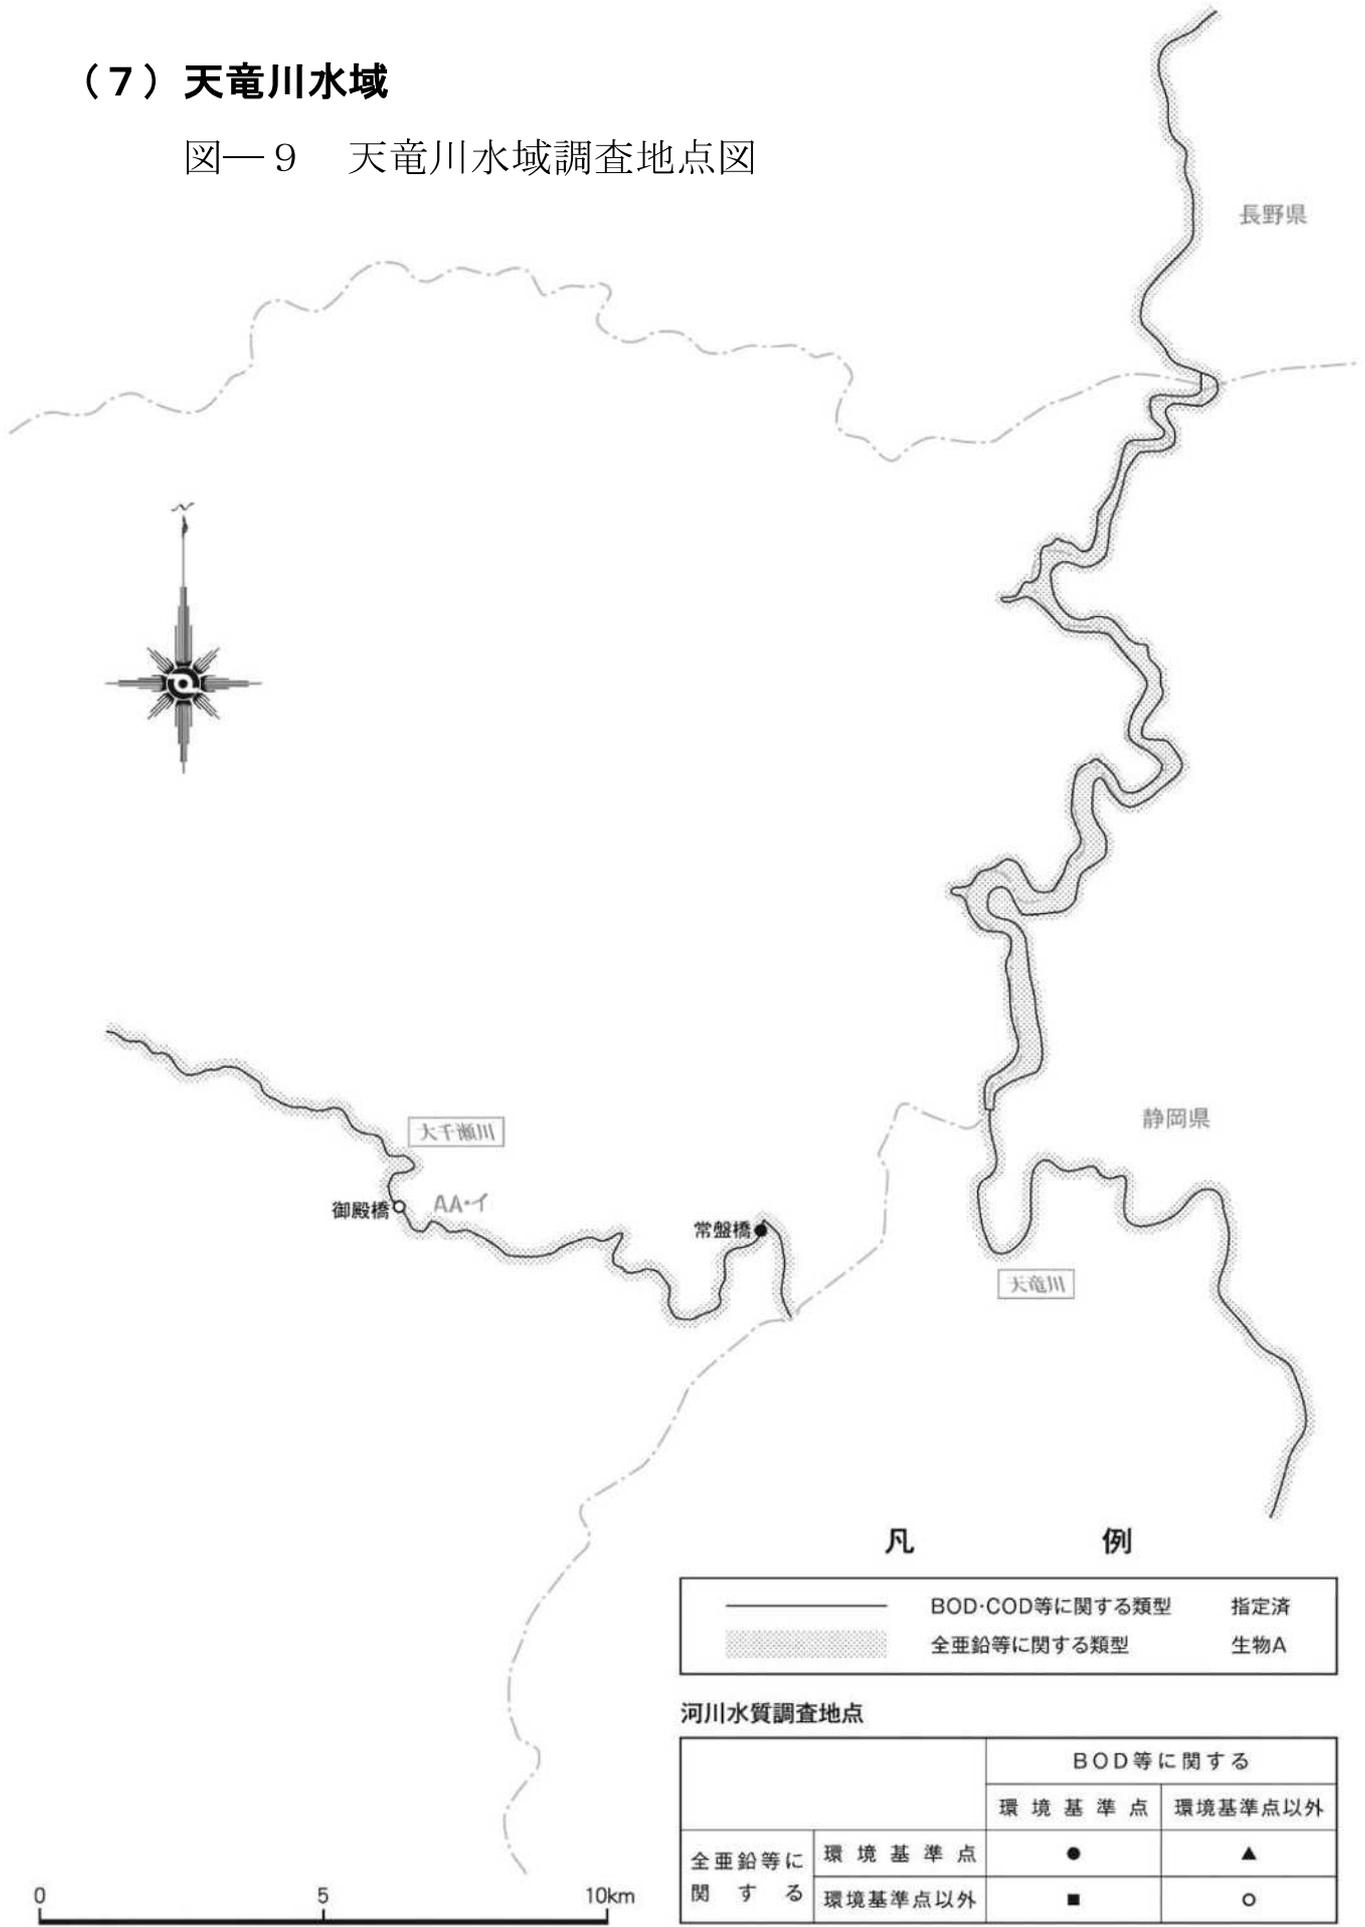 （７）天竜川水域
図―９　天竜川水域調査地点図
長野県
静岡県
大千瀬川
御殿橋
AA・イ
常盤橋
天竜川
凡　例
BOD・COD等に関する類型　指定済
全亜鉛等に関する類型　生物A
河川水質調査地点
BOD等に関する
環境基準点　環境基準点以外
全亜鉛等に関する
環境基準点　●　▲
環境基準点以外　■　○
0　5　10km